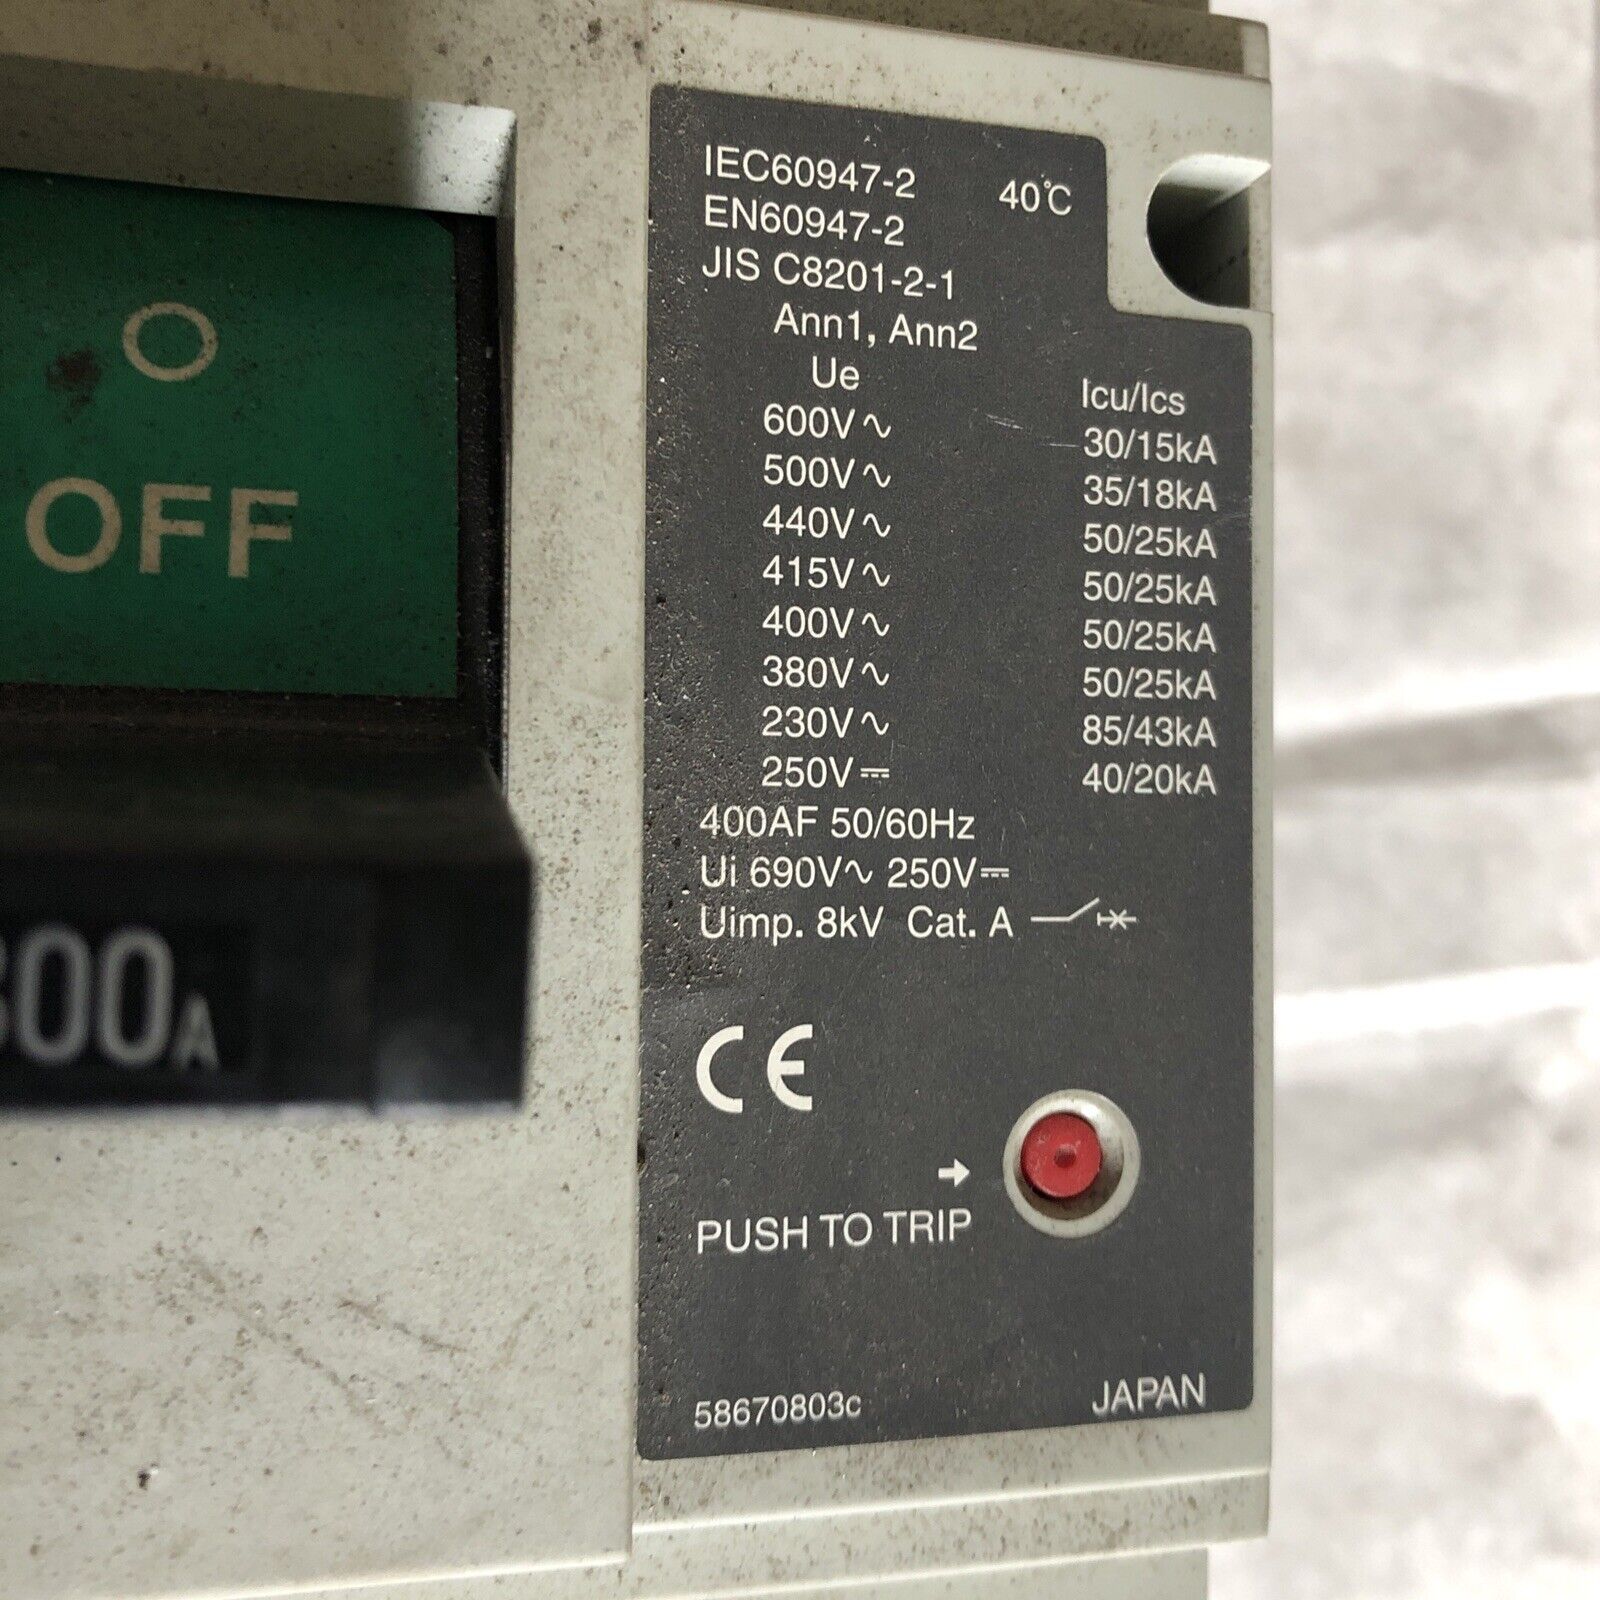 O
OFF
IEC60947-2 40℃
EN60947-2
JIS C8201-2-1
Ann1, Ann2
Ue Icu/Ics
600V∿ 30/15kA
500V∿ 35/18kA
440V∿ 50/25kA
415V∿ 50/25kA
400V∿ 50/25kA
380V∿ 50/25kA
230V∿ 85/43kA
250V⎓ 40/20kA
400AF 50/60Hz
Ui 690V∿ 250V⎓
Uimp. 8kV Cat. A
CE
→
PUSH TO TRIP
58670803c JAPAN